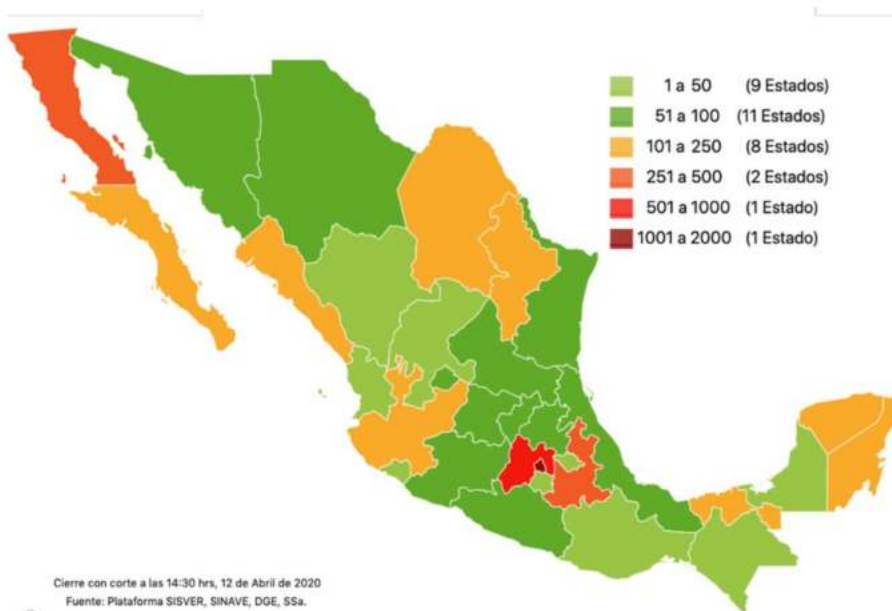 1 a 50 (9 Estados)
51 a 100 (11 Estados)
101 a 250 (8 Estados)
251 a 500 (2 Estados)
501 a 1000 (1 Estado)
1001 a 2000 (1 Estado)
Cierre con corte a las 14:30 hrs, 12 de Abril de 2020
Fuente: Plataforma SISVER, SINAVE, DGE, SSa.